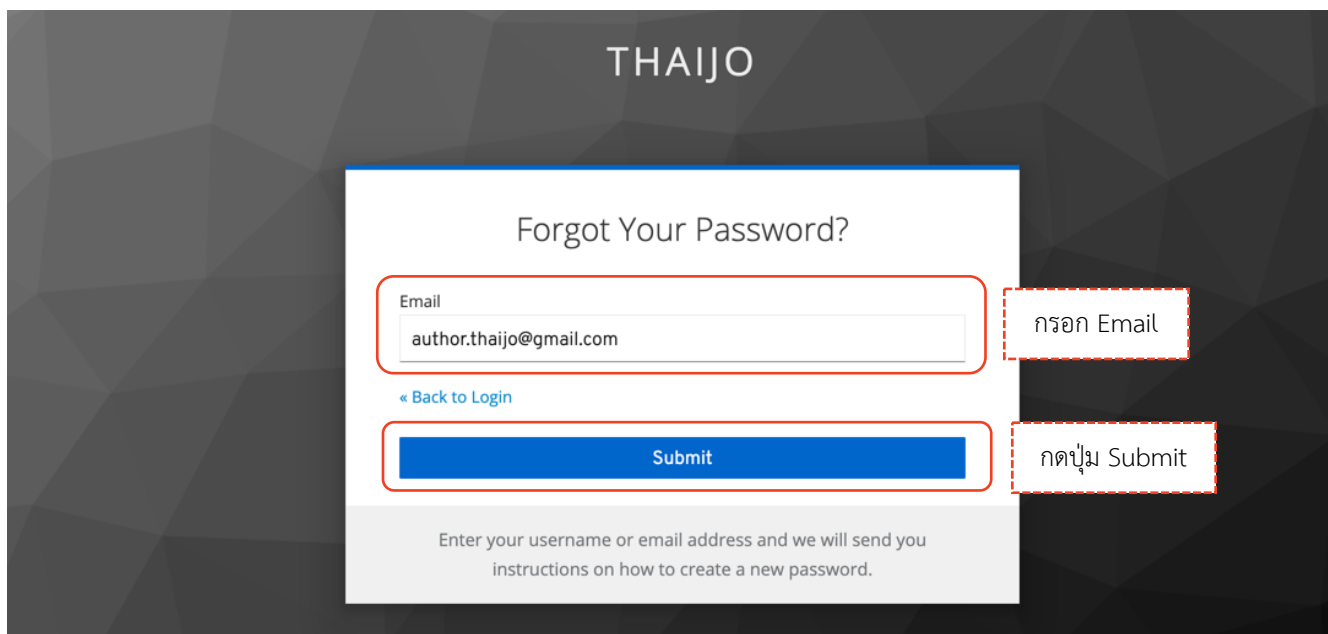 THAIJO
Forgot Your Password?
Email
author.thaijo@gmail.com
กรอก Email
« Back to Login
Submit
กดปุ่ม Submit
Enter your username or email address and we will send you
instructions on how to create a new password.